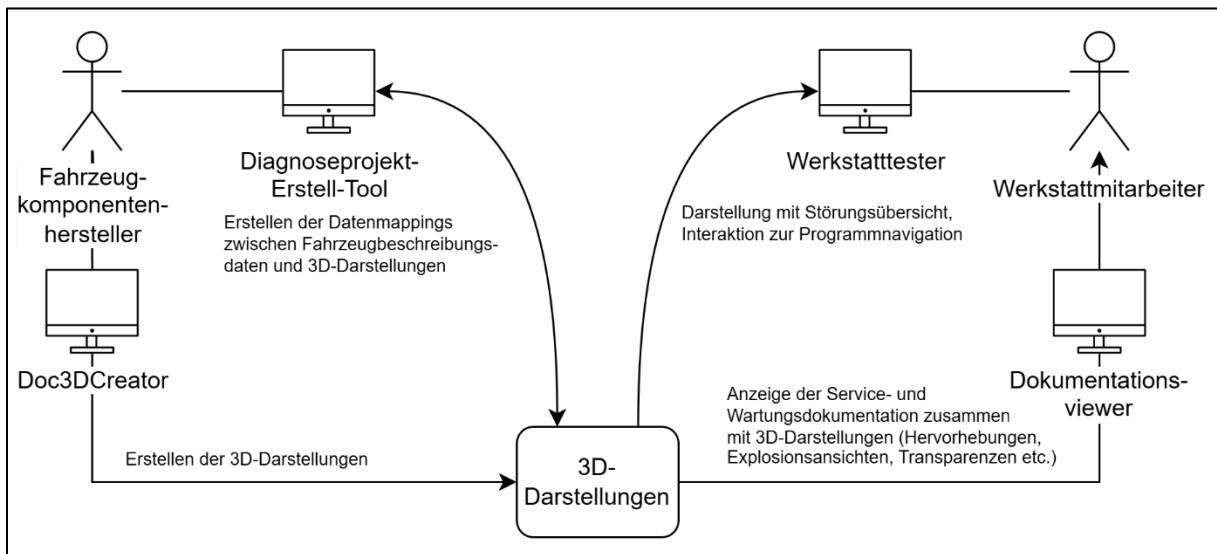 Fahrzeug-
komponenten-
hersteller
Diagnoseprojekt-
Erstell-Tool
Erstellen der Datenmappings
zwischen Fahrzeugbeschreibungs-
daten und 3D-Darstellungen
Werkstatttester
Darstellung mit Störungsübersicht,
Interaktion zur Programmnavigation
Werkstattmitarbeiter
Doc3DCreator
Erstellen der 3D-Darstellungen
3D-
Darstellungen
Anzeige der Service- und
Wartungsdokumentation zusammen
mit 3D-Darstellungen (Hervorhebungen,
Explosionsansichten, Transparenzen etc.)
Dokumentations-
viewer